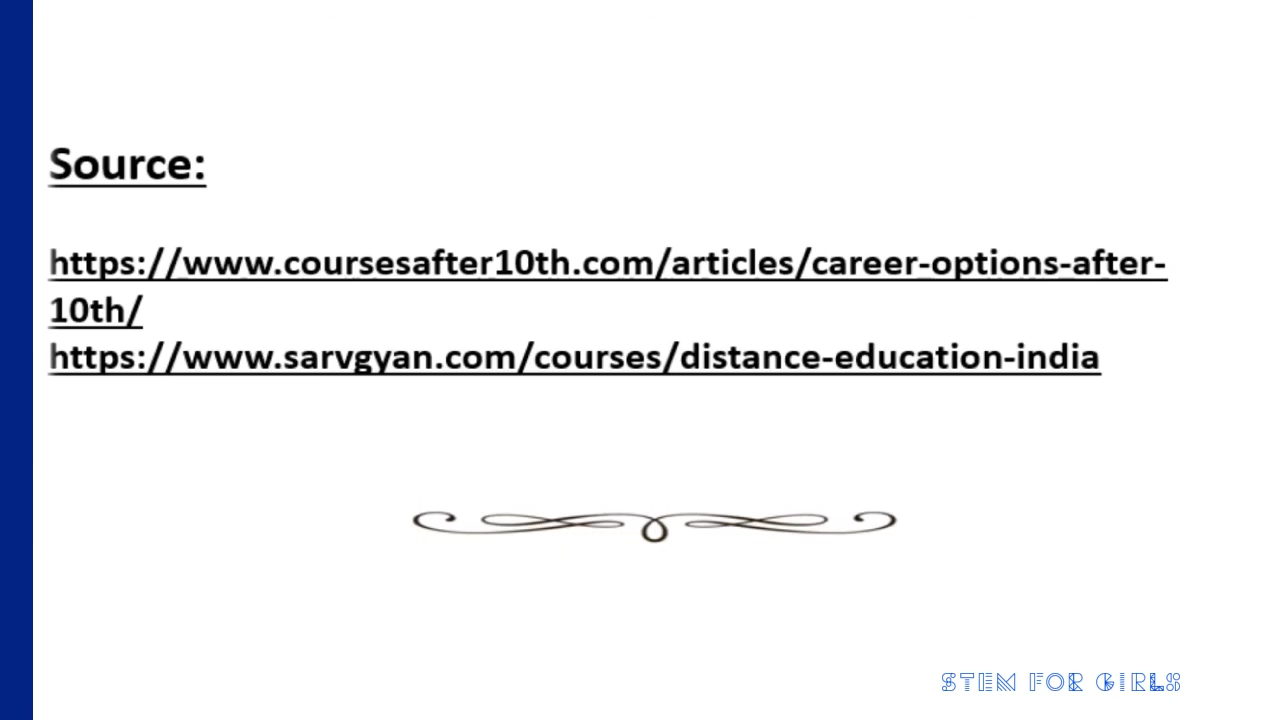 Source:
https://www.coursesafter10th.com/articles/career-options-after-
10th/
https://www.sarvgyan.com/courses/distance-education-india
STEM FOR GIRLS